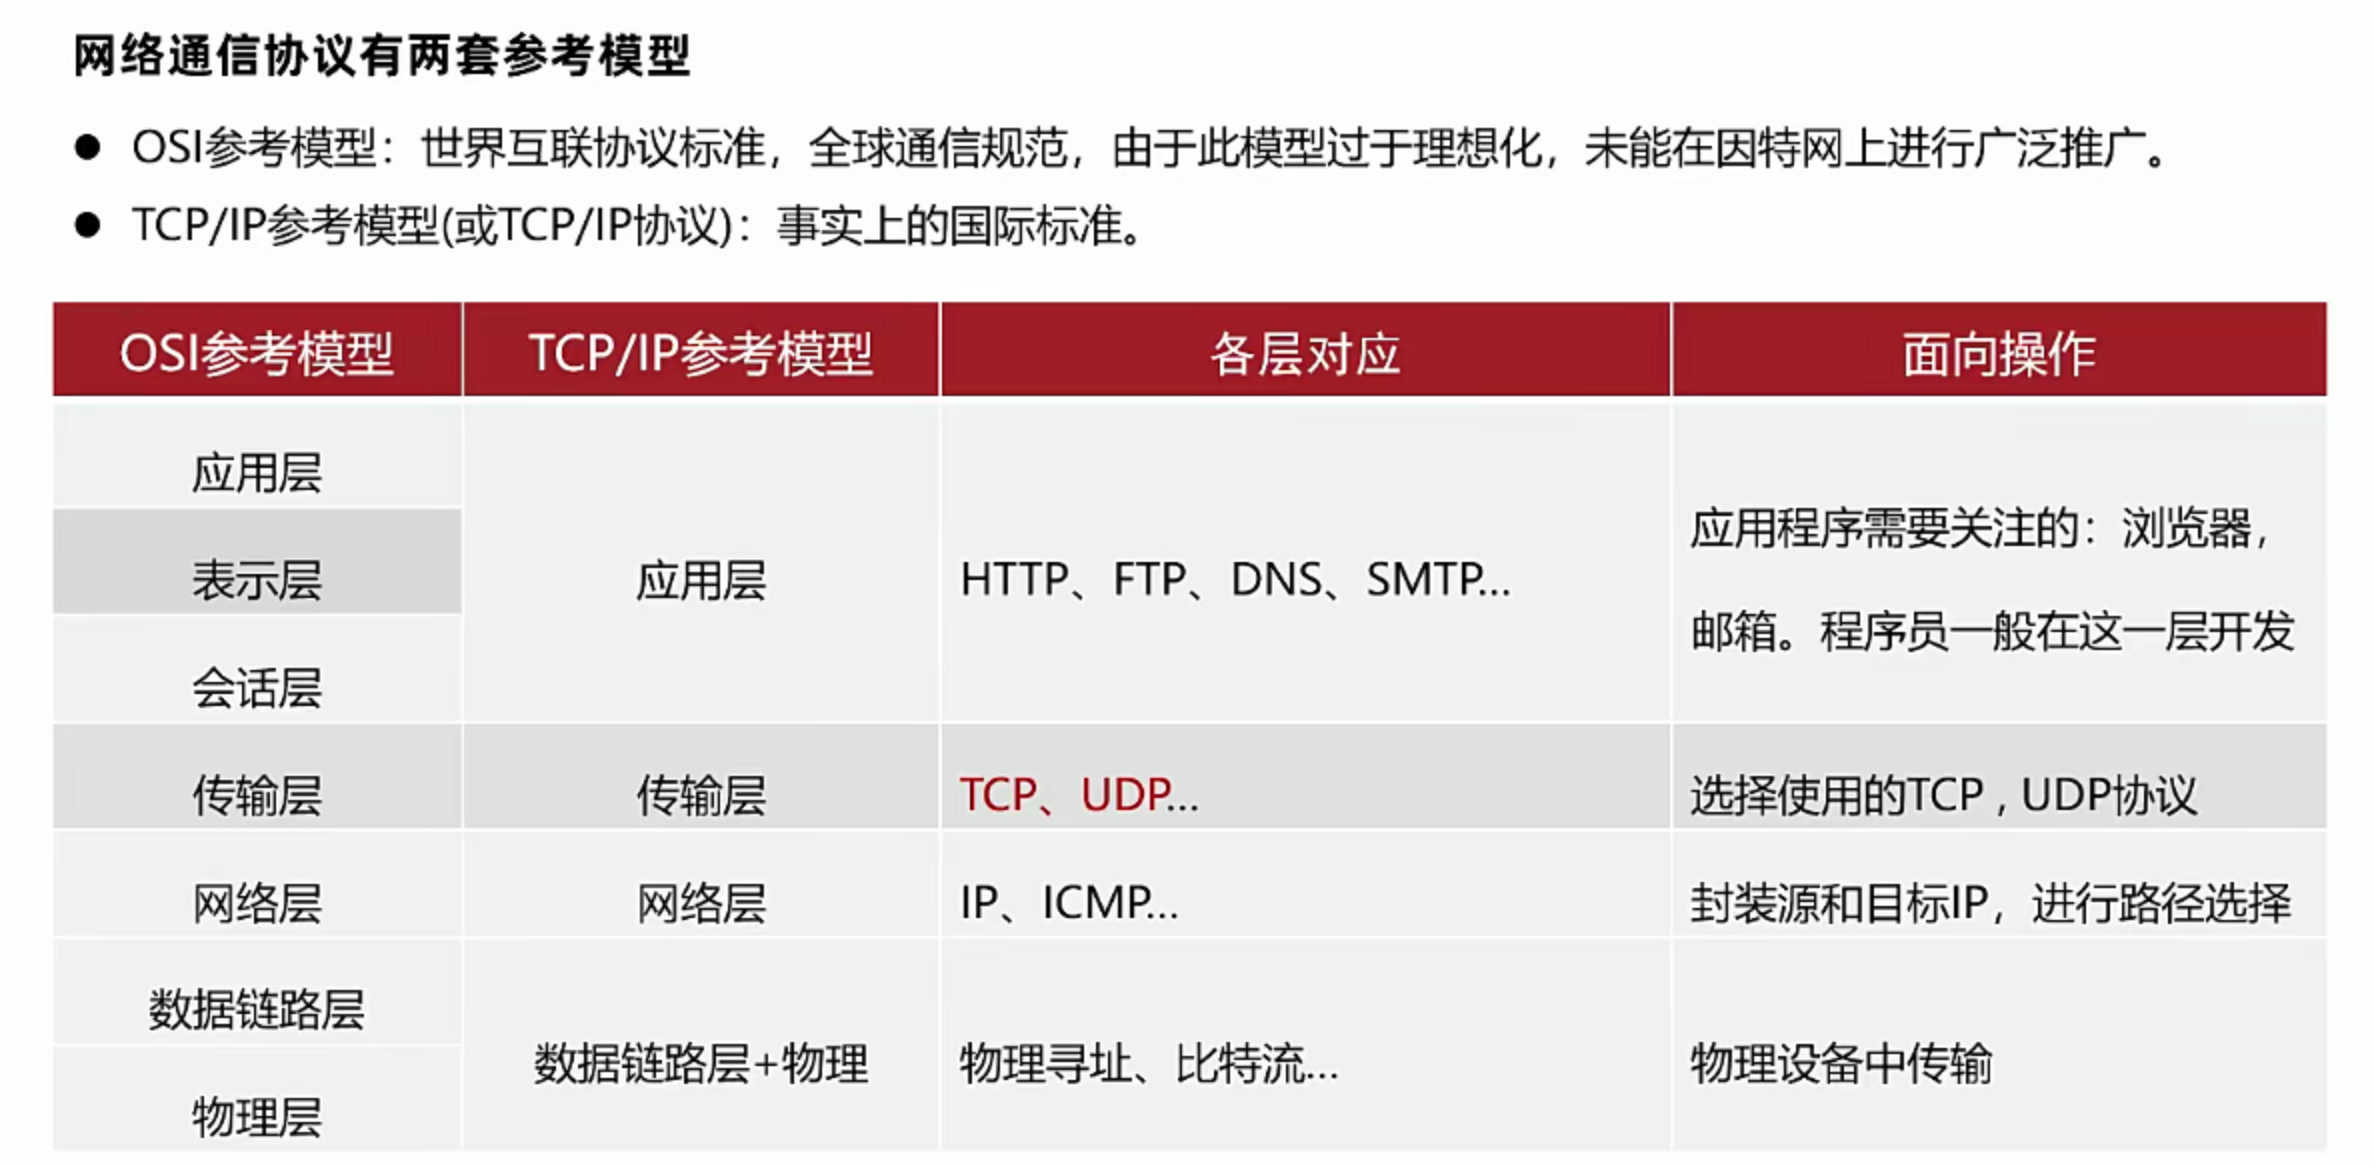 网络通信协议有两套参考模型
● OSI参考模型：世界互联协议标准，全球通信规范，由于此模型过于理想化，未能在因特网上进行广泛推广。
● TCP/IP参考模型(或TCP/IP协议)：事实上的国际标准。
OSI参考模型 TCP/IP参考模型 各层对应 面向操作
应用层
表示层
会话层
应用层
HTTP、FTP、DNS、SMTP...
应用程序需要关注的：浏览器，
邮箱。程序员一般在这一层开发
传输层 传输层 TCP、UDP... 选择使用的TCP , UDP协议
网络层 网络层 IP、ICMP... 封装源和目标IP，进行路径选择
数据链路层
物理层
数据链路层+物理
物理寻址、比特流...
物理设备中传输